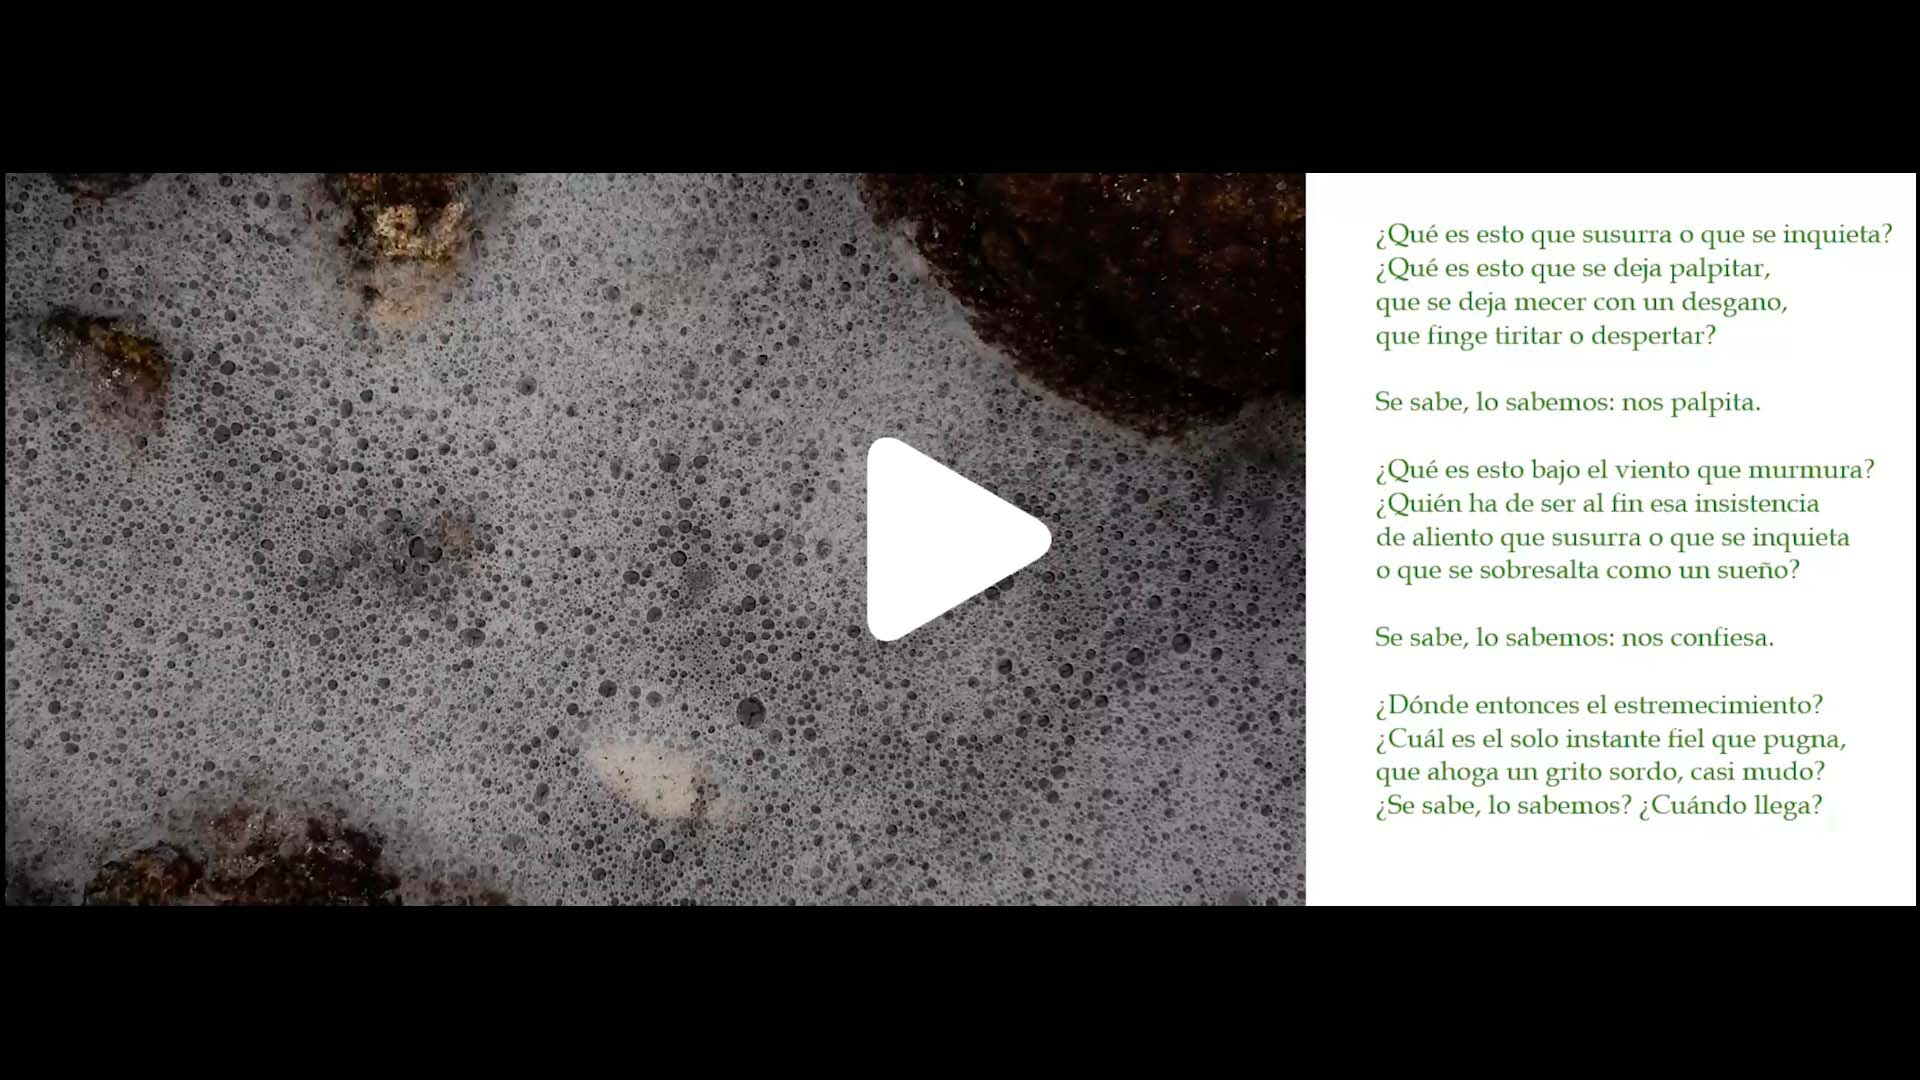 ¿Qué es esto que susurra o que se inquieta?
¿Qué es esto que se deja palpitar,
que se deja mecer con un desgano,
que finge tiritar o despertar?
Se sabe, lo sabemos: nos palpita.
¿Qué es esto bajo el viento que murmura?
¿Quién ha de ser al fin esa insistencia
de aliento que susurra o que se inquieta
o que se sobresalta como un sueño?
Se sabe, lo sabemos: nos confiesa.
¿Dónde entonces el estremecimiento?
¿Cuál es el solo instante fiel que pugna,
que ahoga un grito sordo, casi mudo?
¿Se sabe, lo sabemos? ¿Cuándo llega?